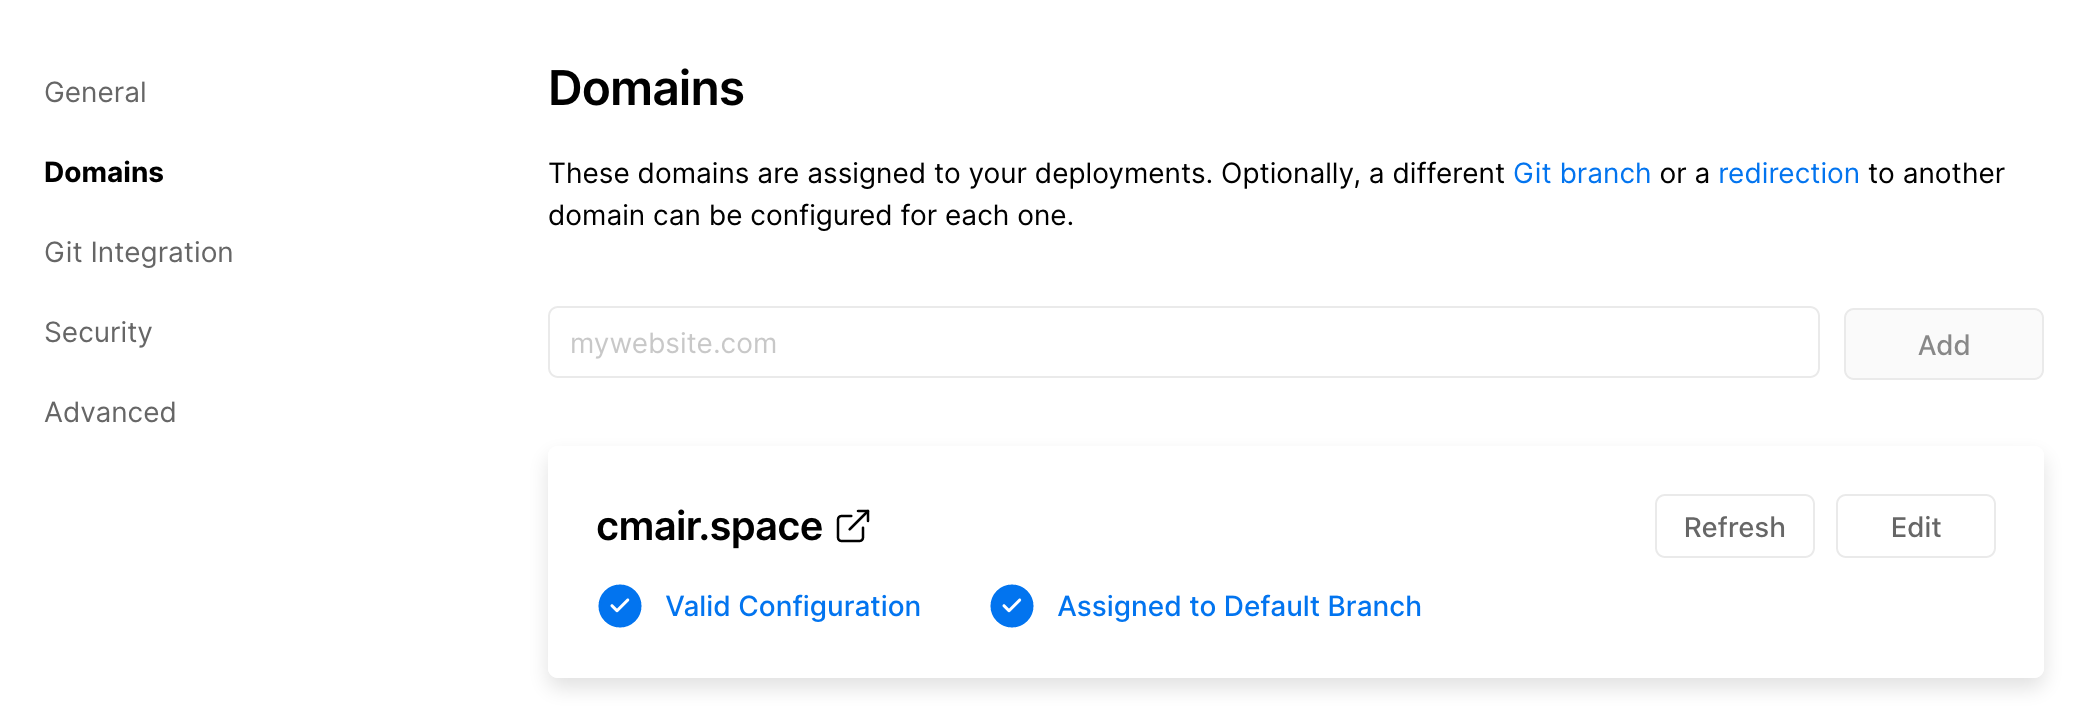 General
Domains
Git Integration
Security
Advanced
Domains
These domains are assigned to your deployments. Optionally, a different Git branch or a redirection to another
domain can be configured for each one.
mywebsite.com
Add
cmair.space
Refresh
Edit
Valid Configuration
Assigned to Default Branch